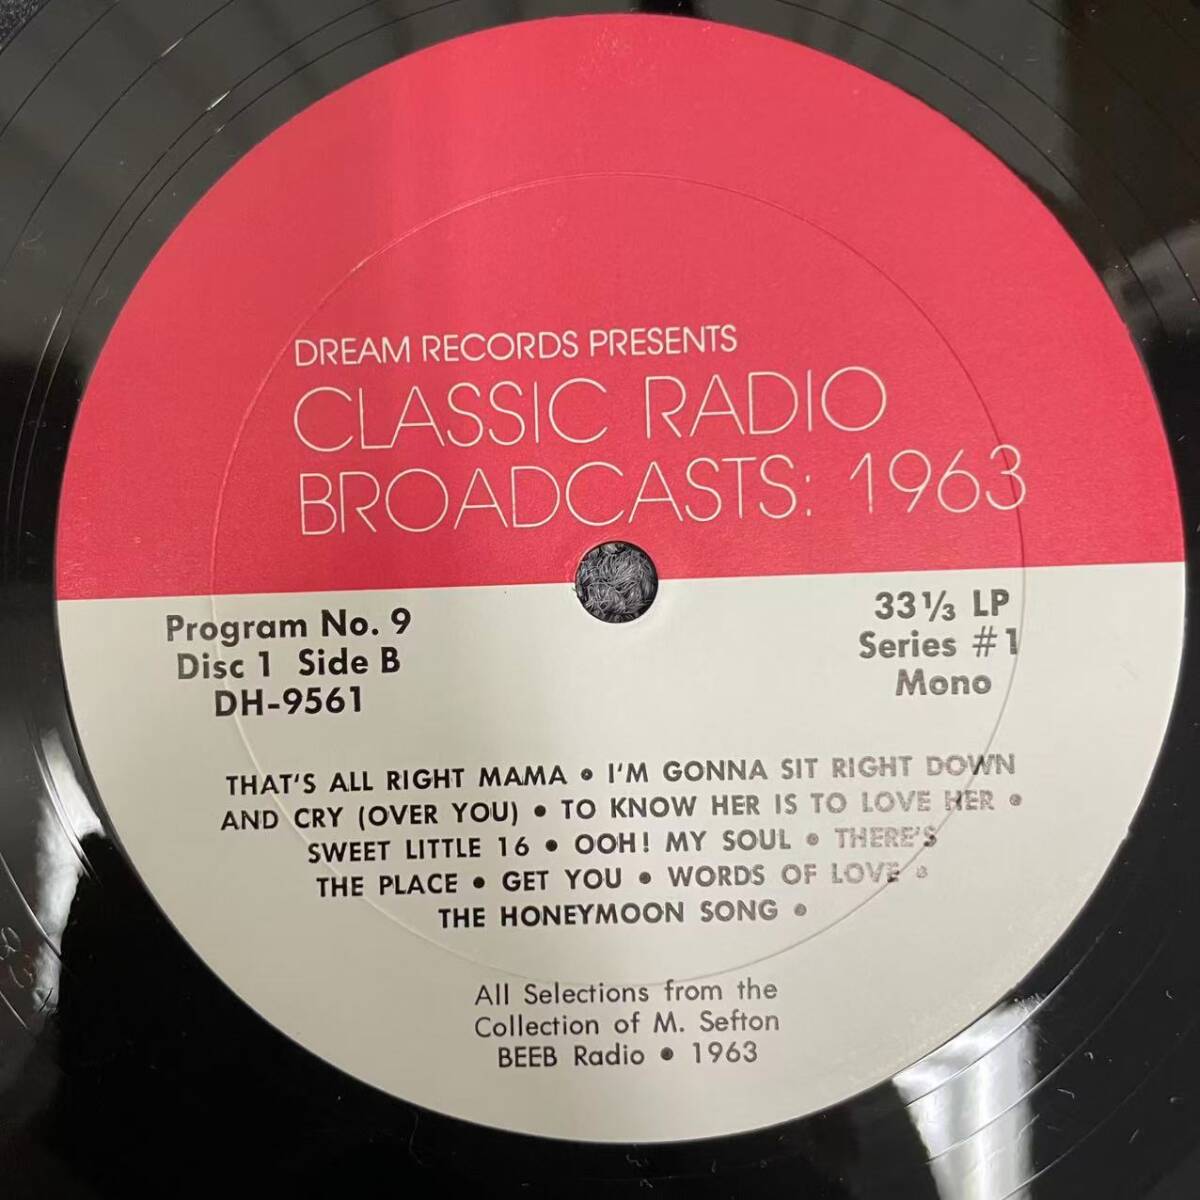 DREAM RECORDS PRESENTS
CLASSIC RADIO
BROADCASTS: 1963
Program No. 9
Disc 1 Side B
DH-9561
33 1/3 LP
Series #1
Mono
THAT'S ALL RIGHT MAMA • I'M GONNA SIT RIGHT DOWN
AND CRY (OVER YOU) • TO KNOW HER IS TO LOVE HER •
SWEET LITTLE 16 • OOH! MY SOUL • THERE'S
THE PLACE • GET YOU • WORDS OF LOVE •
THE HONEYMOON SONG •
All Selections from the
Collection of M. Sefton
BEEB Radio • 1963